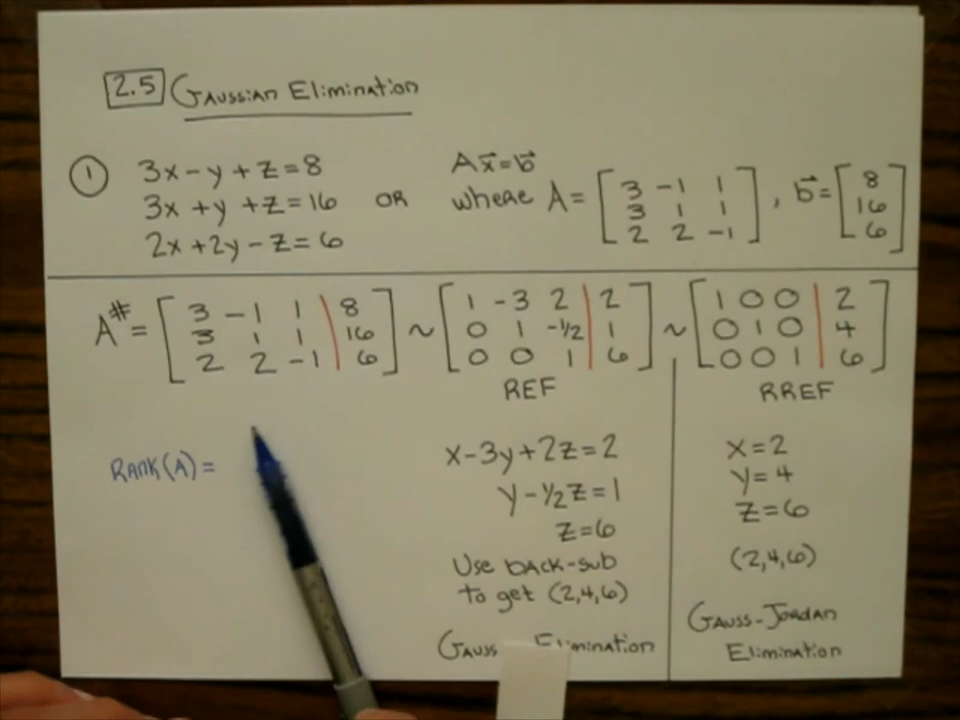 2.5 Gaussian Elimination
① 3x - y + z = 8
3x + y + z = 16
2x + 2y - z = 6
OR
Ax⃗ = b⃗
where A = [ 3 -1 1
3 1 1
2 2 -1 ] , b⃗ = [ 8
16
6 ]
A# = [ 3 -1 1 | 8
3 1 1 | 16
2 2 -1 | 6 ]
~ [ 1 -3 2 | 2
0 1 -1/2 | 1
0 0 1 | 6 ]
REF
~ [ 1 0 0 | 2
0 1 0 | 4
0 0 1 | 6 ]
RREF
Rank(A) =
x - 3y + 2z = 2
y - 1/2z = 1
z = 6
Use back-sub
to get (2,4,6)
Gauss Elimination
x = 2
y = 4
z = 6
(2,4,6)
Gauss-Jordan
Elimination